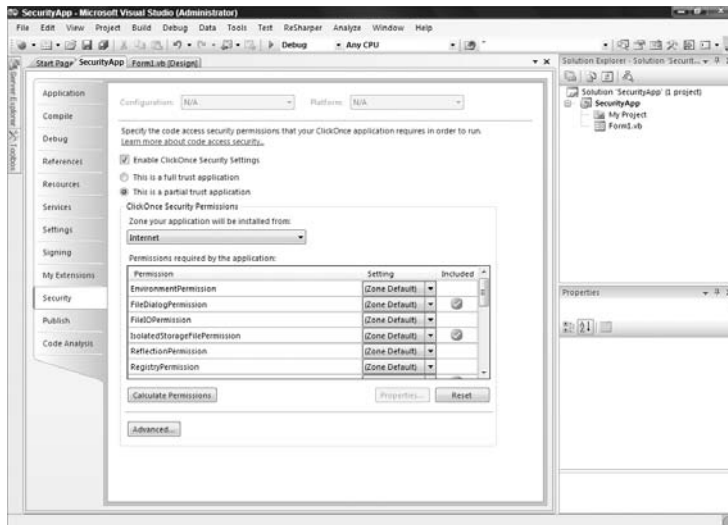 SecurityApp - Microsoft Visual Studio (Administrator)
File Edit View Project Build Debug Data Tools Test ReSharper Analyze Window Help
Debug Any CPU
Start Page SecurityApp Form1.vb [Design]
Server Explorer
Toolbox
Application
Compile
Debug
References
Resources
Services
Settings
Signing
My Extensions
Security
Publish
Code Analysis
Configuration: N/A Platform: N/A
Specify the code access security permissions that your ClickOnce application requires in order to run.
Learn more about code access security...
Enable ClickOnce Security Settings
This is a full trust application
This is a partial trust application
ClickOnce Security Permissions
Zone your application will be installed from:
Internet
Permissions required by the application:
Permission Setting Included
EnvironmentPermission (Zone Default)
FileDialogPermission (Zone Default)
FileIOPermission (Zone Default)
IsolatedStorageFilePermission (Zone Default)
ReflectionPermission (Zone Default)
RegistryPermission (Zone Default)
Calculate Permissions Properties... Reset
Advanced...
Solution Explorer - Solution 'Securit...
Solution 'SecurityApp' (1 project)
SecurityApp
My Project
Form1.vb
Properties